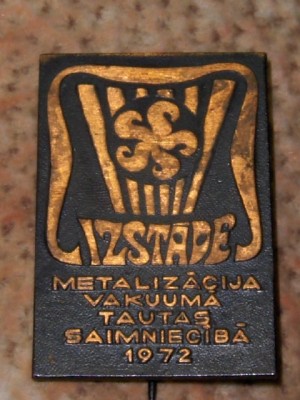 IZSTĀDE
METALIZĀCIJA
VAKUUMĀ
TAUTAS
SAIMNIECĪBĀ
1972